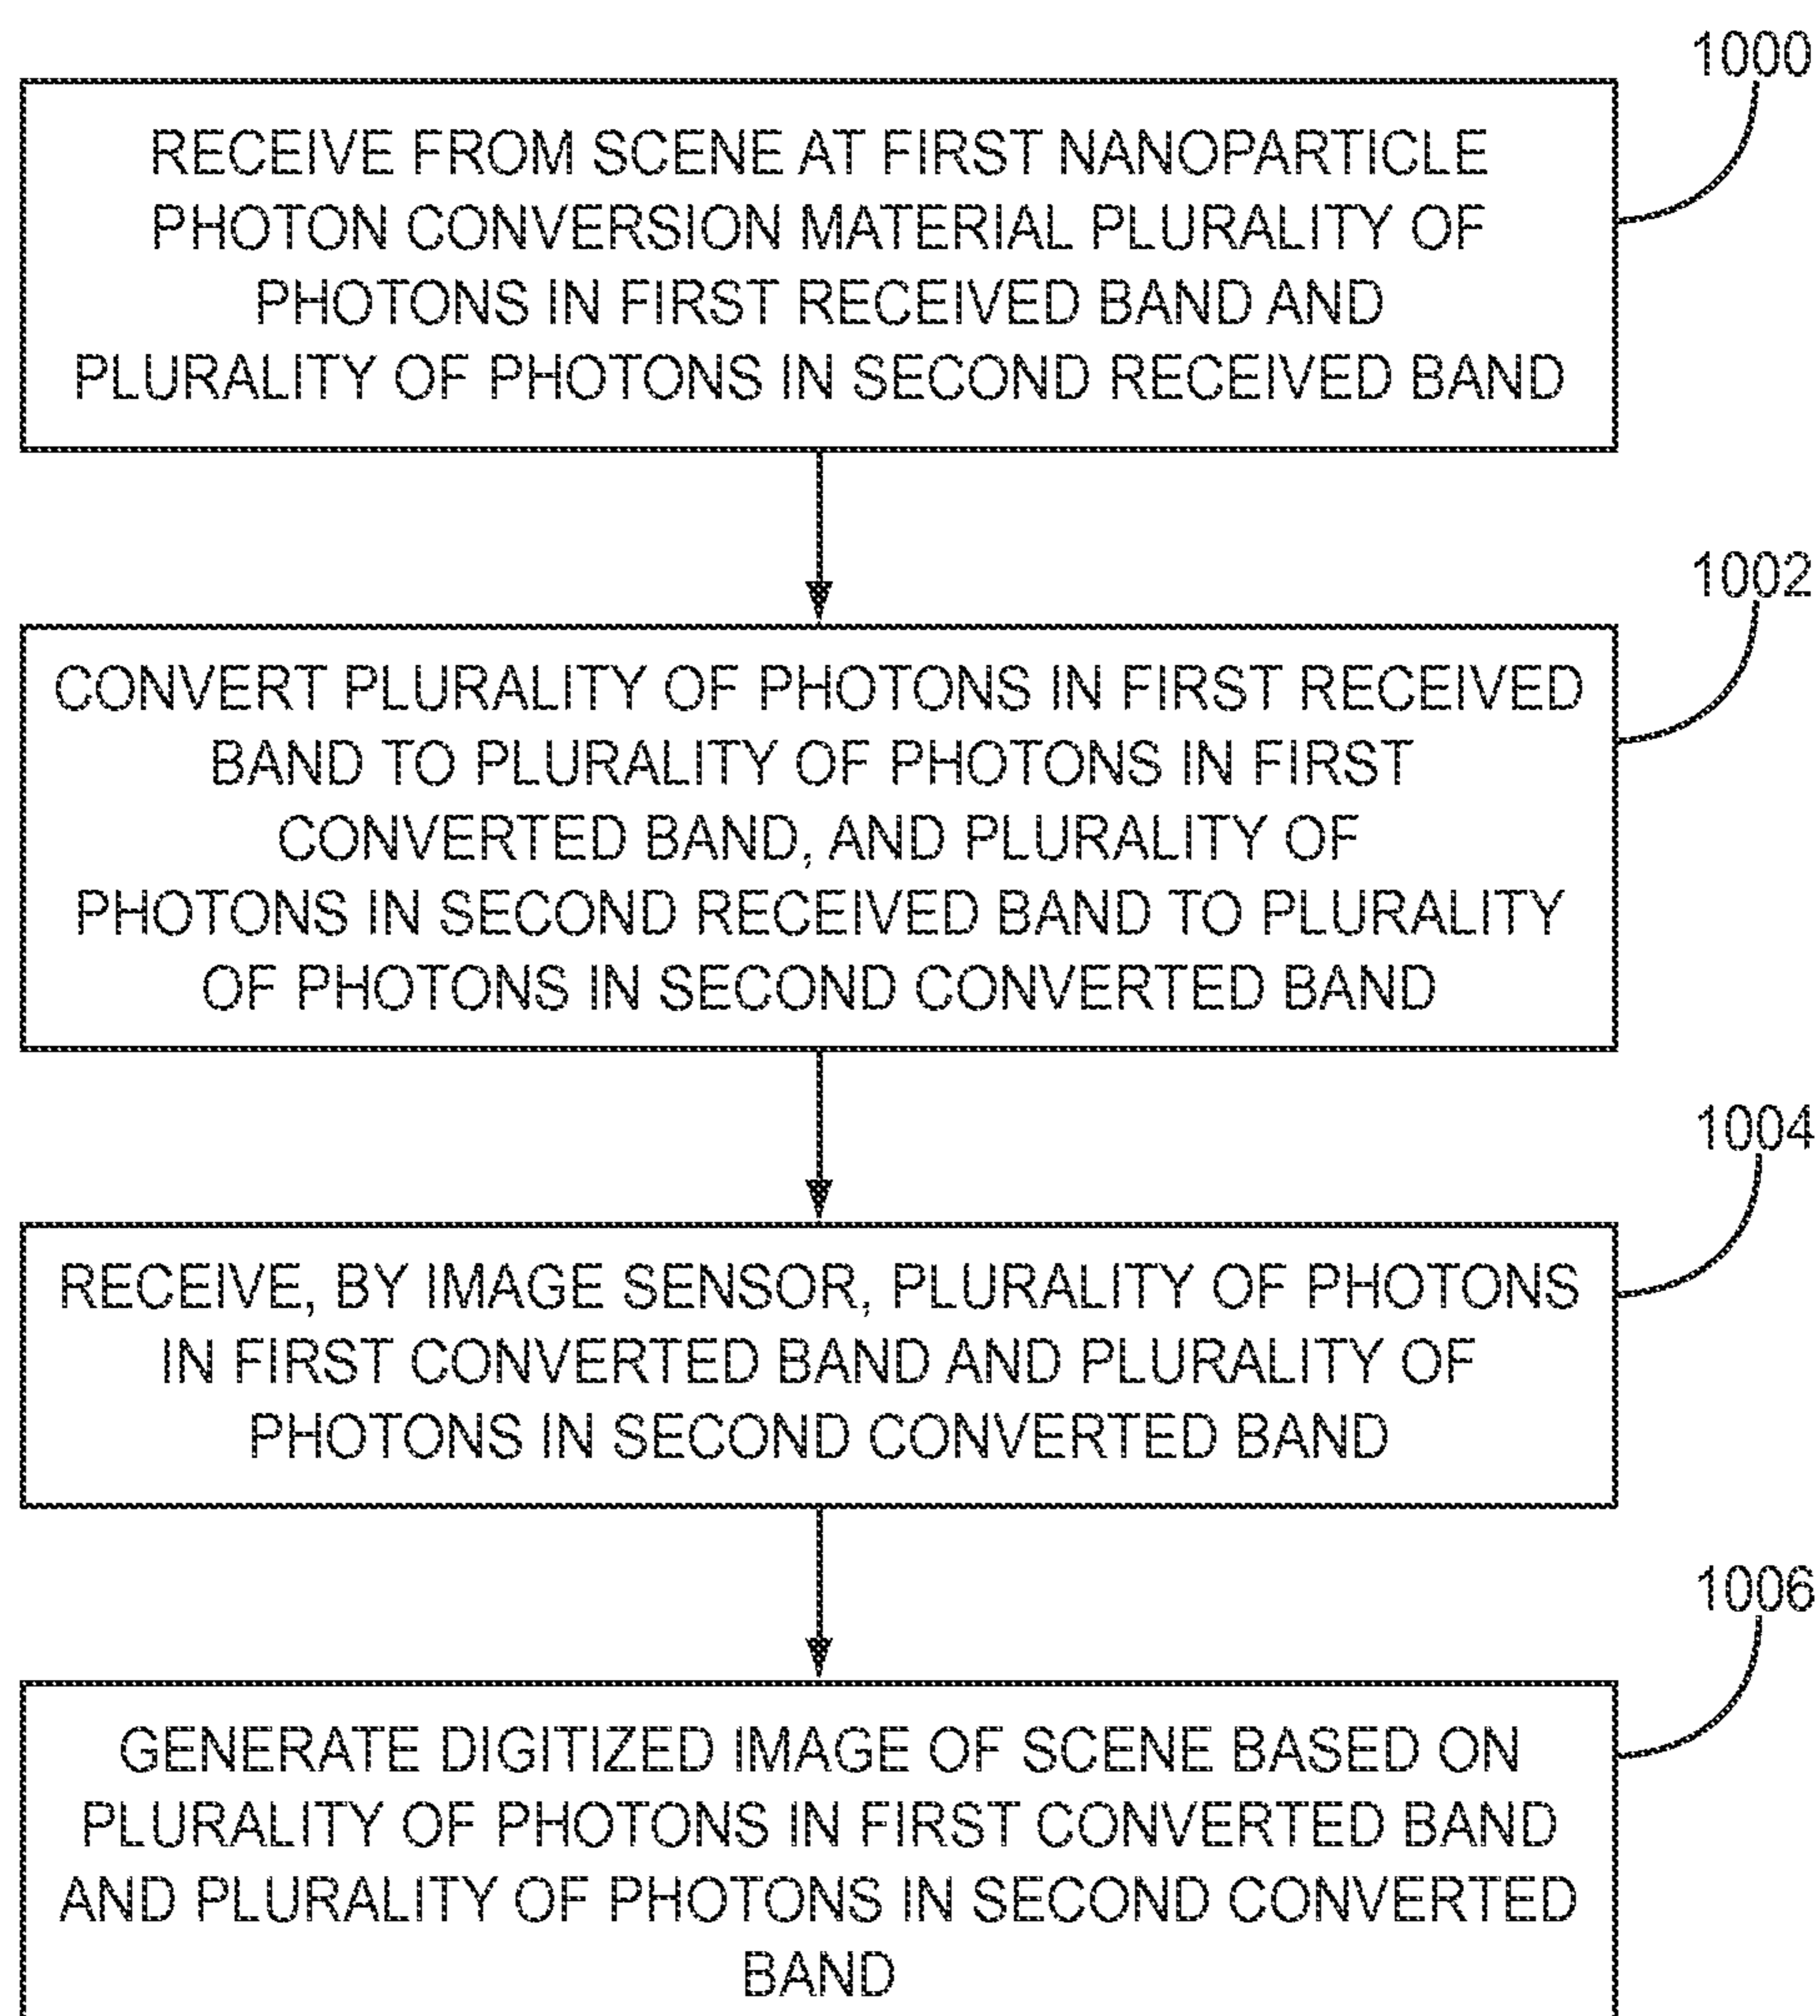 1000
RECEIVE FROM SCENE AT FIRST NANOPARTICLE
PHOTON CONVERSION MATERIAL PLURALITY OF
PHOTONS IN FIRST RECEIVED BAND AND
PLURALITY OF PHOTONS IN SECOND RECEIVED BAND
1002
CONVERT PLURALITY OF PHOTONS IN FIRST RECEIVED
BAND TO PLURALITY OF PHOTONS IN FIRST
CONVERTED BAND, AND PLURALITY OF
PHOTONS IN SECOND RECEIVED BAND TO PLURALITY
OF PHOTONS IN SECOND CONVERTED BAND
1004
RECEIVE, BY IMAGE SENSOR, PLURALITY OF PHOTONS
IN FIRST CONVERTED BAND AND PLURALITY OF
PHOTONS IN SECOND CONVERTED BAND
1006
GENERATE DIGITIZED IMAGE OF SCENE BASED ON
PLURALITY OF PHOTONS IN FIRST CONVERTED BAND
AND PLURALITY OF PHOTONS IN SECOND CONVERTED
BAND